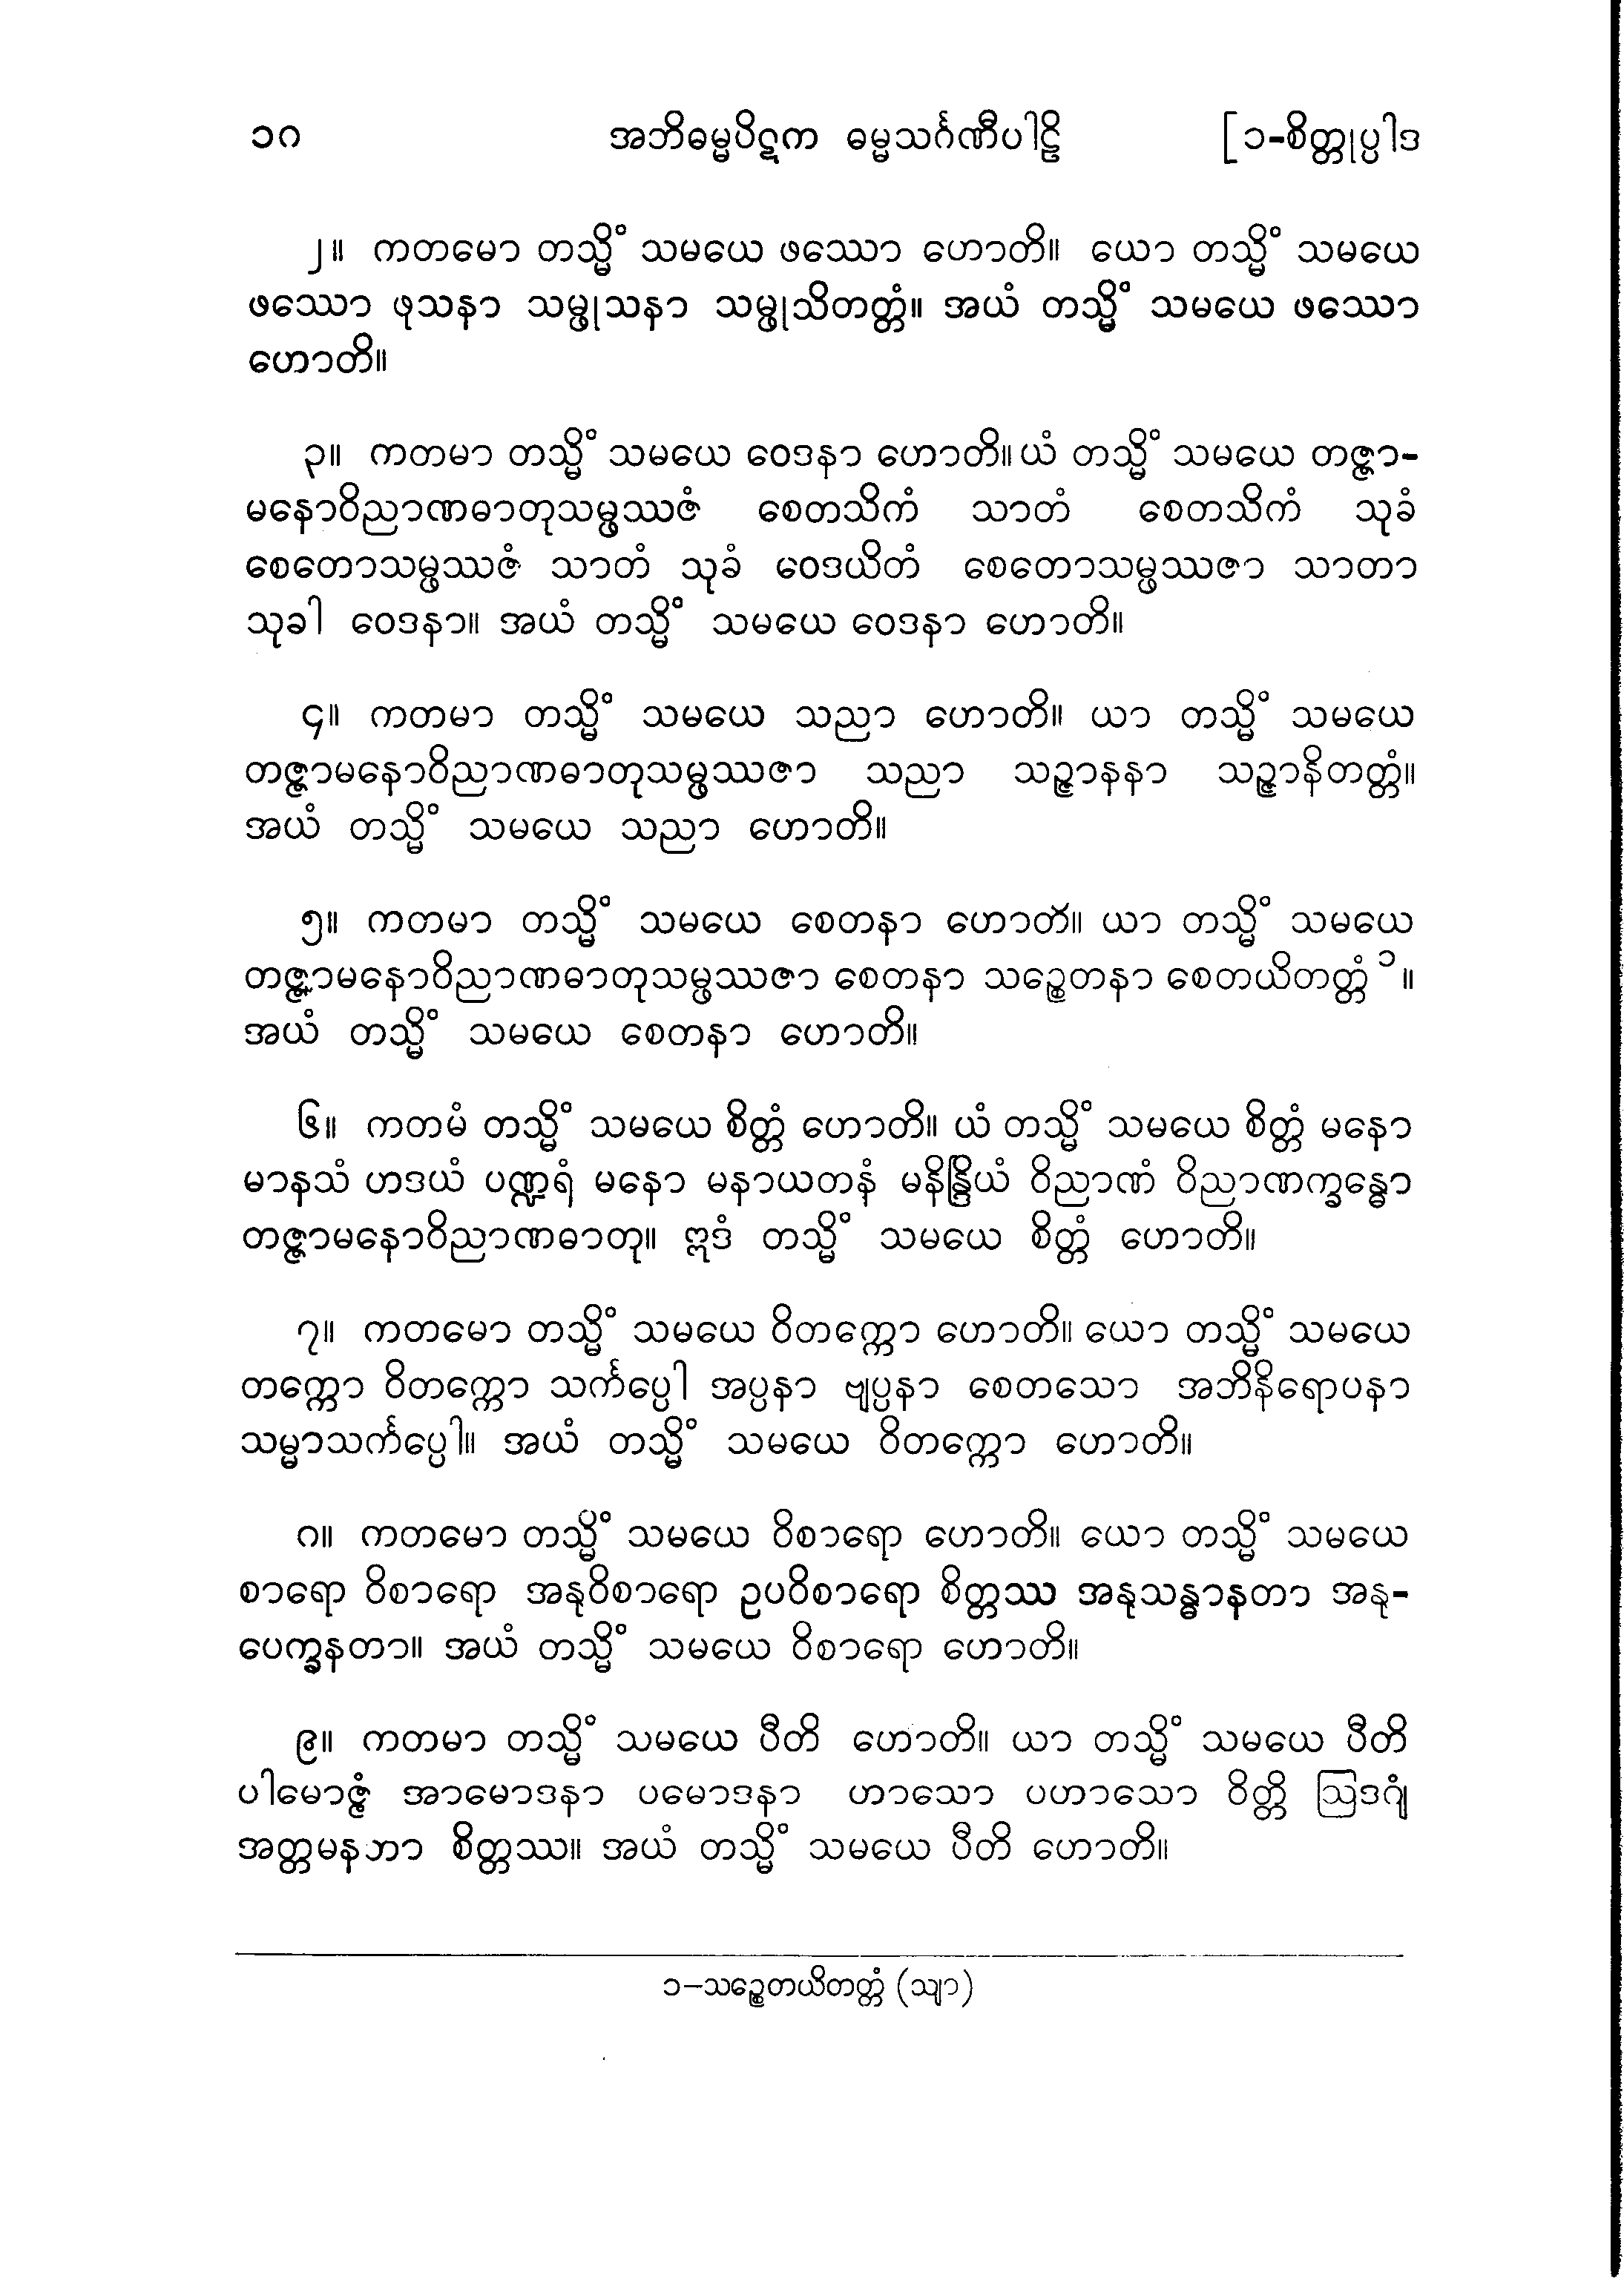 ၁ဂ အဘိဓမ္မပိဋက ဓမ္မသင်္ဂဏီပါဠိ [၁-စိတ္တုပ္ပါဒ
၂။ ကတမော တသ္မိံ သမယေ ဖဿော ဟောတိ။ ယော တသ္မိံ သမယေ
ဖဿော ဖုသနာ သမ္ဖုသနာ သမ္ဖုသိတတ္တံ။ အယံ တသ္မိံ သမယေ ဖဿော
ဟောတိ။
၃။ ကတမာ တသ္မိံ သမယေ ဝေဒနာ ဟောတိ။ ယံ တသ္မိံ သမယေ တဇ္ဇာ-
မနောဝိညာဏဓာတုသမ္ဖဿဇံ စေတသိကံ သာတံ စေတသိကံ သုခံ
စေတောသမ္ဖဿဇံ သာတံ သုခံ ဝေဒယိတံ စေတောသမ္ဖဿဇာ သာတာ
သုခါ ဝေဒနာ။ အယံ တသ္မိံ သမယေ ဝေဒနာ ဟောတိ။
၄။ ကတမာ တသ္မိံ သမယေ သညာ ဟောတိ။ ယာ တသ္မိံ သမယေ
တဇ္ဇာမနောဝိညာဏဓာတုသမ္ဖဿဇာ သညာ သဉ္ဇာနနာ သဉ္ဇာနိတတ္တံ။
အယံ တသ္မိံ သမယေ သညာ ဟောတိ။
၅။ ကတမာ တသ္မိံ သမယေ စေတနာ ဟောတိ။ ယာ တသ္မိံ သမယေ
တဇ္ဇာမနောဝိညာဏဓာတုသမ္ဖဿဇာ စေတနာ သဉ္စေတနာ စေတယိတတ္တံ ၁။
အယံ တသ္မိံ သမယေ စေတနာ ဟောတိ။
၆။ ကတမံ တသ္မိံ သမယေ စိတ္တံ ဟောတိ။ ယံ တသ္မိံ သမယေ စိတ္တံ မနော
မာနသံ ဟဒယံ ပဏ္ဍရံ မနော မနာယတနံ မနိန္ဒြိယံ ဝိညာဏံ ဝိညာဏက္ခန္ဓော
တဇ္ဇာမနောဝိညာဏဓာတု။ ဣဒံ တသ္မိံ သမယေ စိတ္တံ ဟောတိ။
၇။ ကတမော တသ္မိံ သမယေ ဝိတက္ကော ဟောတိ။ ယော တသ္မိံ သမယေ
တက္ကော ဝိတက္ကော သင်္ကပ္ပေါ အပ္ပနာ ဗျပ္ပနာ စေတသော အဘိနိရောပနာ
သမ္မာသင်္ကပ္ပေါ။ အယံ တသ္မိံ သမယေ ဝိတက္ကော ဟောတိ။
ဂ။ ကတမော တသ္မိံ သမယေ ဝိစာရော ဟောတိ။ ယော တသ္မိံ သမယေ
စာရော ဝိစာရော အနုဝိစာရော ဥပဝိစာရော စိတ္တဿ အနုသန္ဓာနတာ အနု-
ပေက္ခနတာ။ အယံ တသ္မိံ သမယေ ဝိစာရော ဟောတိ။
၉။ ကတမာ တသ္မိံ သမယေ ပီတိ ဟောတိ။ ယာ တသ္မိံ သမယေ ပီတိ
ပါမောဇ္ဇံ အာမောဒနာ ပမောဒနာ ဟာသော ပဟာသော ဝိတ္တိ ဩဒဂျံ
အတ္တမနတာ စိတ္တဿ။ အယံ တသ္မိံ သမယေ ပီတိ ဟောတိ။
၁–သဉ္စေတယိတတ္တံ (သျာ)